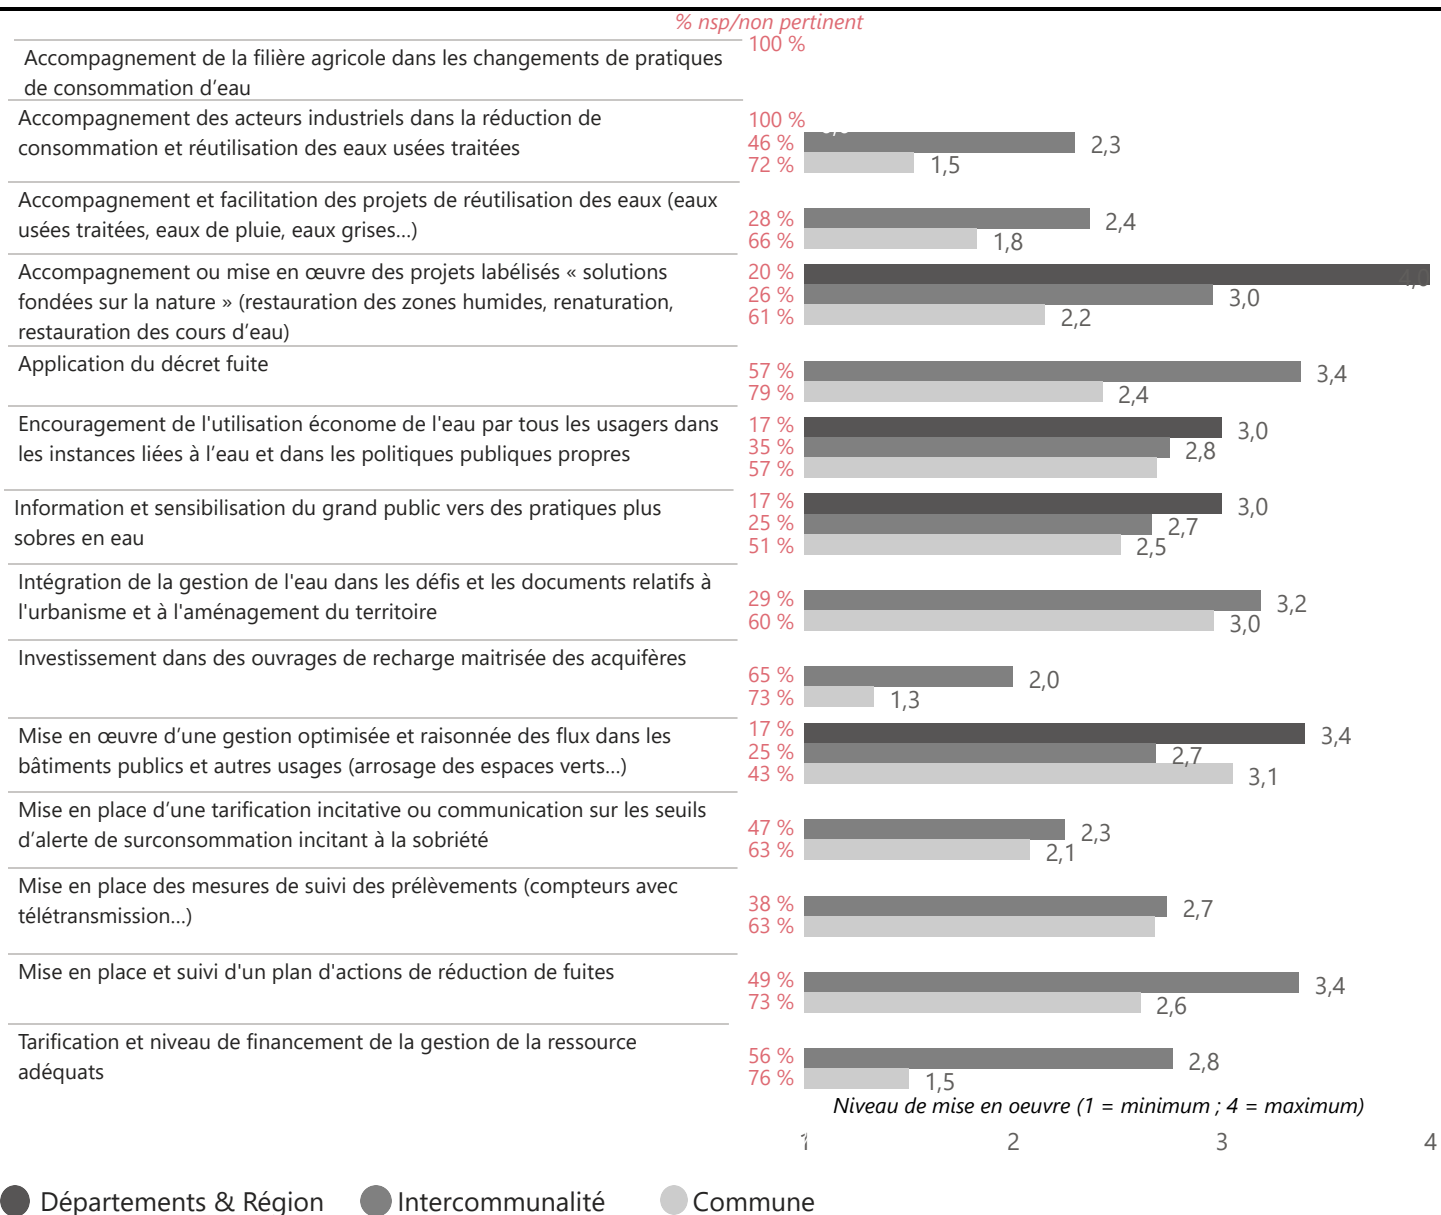 % nsp/non pertinent
Accompagnement de la filière agricole dans les changements de pratiques
de consommation d’eau
100 %
Accompagnement des acteurs industriels dans la réduction de
consommation et réutilisation des eaux usées traitées
100 %
46 %
2,3
72 %
1,5
Accompagnement et facilitation des projets de réutilisation des eaux (eaux
usées traitées, eaux de pluie, eaux grises…)
28 %
2,4
66 %
1,8
Accompagnement ou mise en œuvre des projets labélisés « solutions
fondées sur la nature » (restauration des zones humides, renaturation,
restauration des cours d’eau)
20 %
4,0
26 %
3,0
61 %
2,2
Application du décret fuite
57 %
3,4
79 %
2,4
Encouragement de l'utilisation économe de l'eau par tous les usagers dans
les instances liées à l’eau et dans les politiques publiques propres
17 %
3,0
35 %
2,8
57 %
Information et sensibilisation du grand public vers des pratiques plus
sobres en eau
17 %
3,0
25 %
2,7
51 %
2,5
Intégration de la gestion de l'eau dans les défis et les documents relatifs à
l'urbanisme et à l'aménagement du territoire
29 %
3,2
60 %
3,0
Investissement dans des ouvrages de recharge maitrisée des acquifères
65 %
2,0
73 %
1,3
Mise en œuvre d’une gestion optimisée et raisonnée des flux dans les
bâtiments publics et autres usages (arrosage des espaces verts…)
17 %
3,4
25 %
2,7
43 %
3,1
Mise en place d’une tarification incitative ou communication sur les seuils
d’alerte de surconsommation incitant à la sobriété
47 %
2,3
63 %
2,1
Mise en place des mesures de suivi des prélèvements (compteurs avec
télétransmission…)
38 %
2,7
63 %
Mise en place et suivi d'un plan d'actions de réduction de fuites
49 %
3,4
73 %
2,6
Tarification et niveau de financement de la gestion de la ressource
adéquats
56 %
2,8
76 %
1,5
Niveau de mise en oeuvre (1 = minimum ; 4 = maximum)
1 2 3 4
Départements & Région Intercommunalité Commune